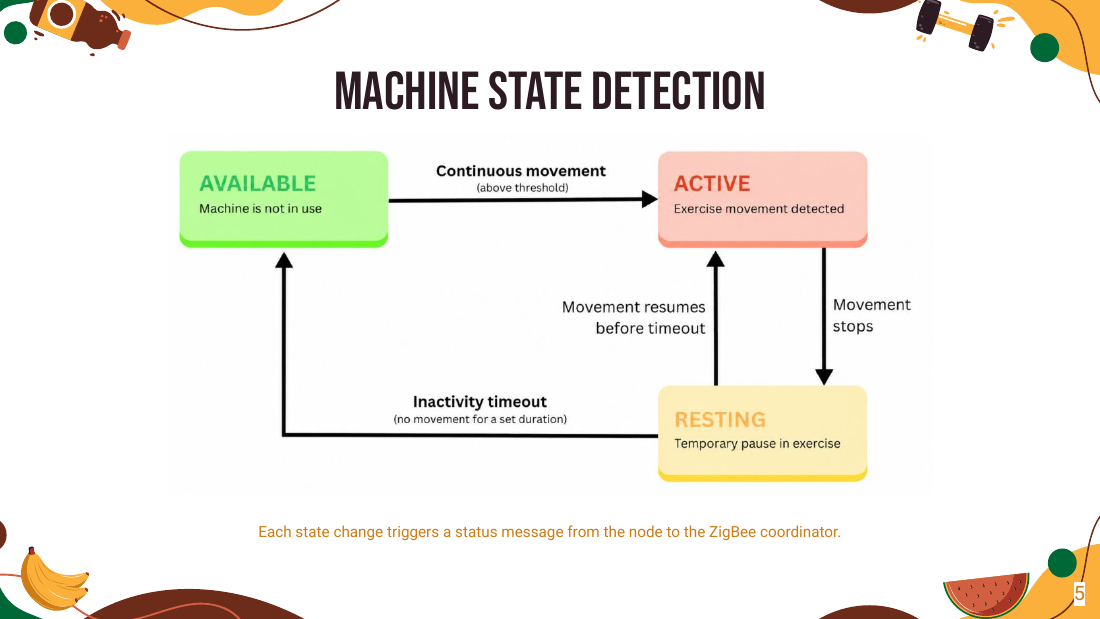 MACHINE STATE DETECTION
AVAILABLE
Machine is not in use
Continuous movement
(above threshold)
ACTIVE
Exercise movement detected
Movement resumes
before timeout
Movement
stops
Inactivity timeout
(no movement for a set duration)
RESTING
Temporary pause in exercise
Each state change triggers a status message from the node to the ZigBee coordinator.
5